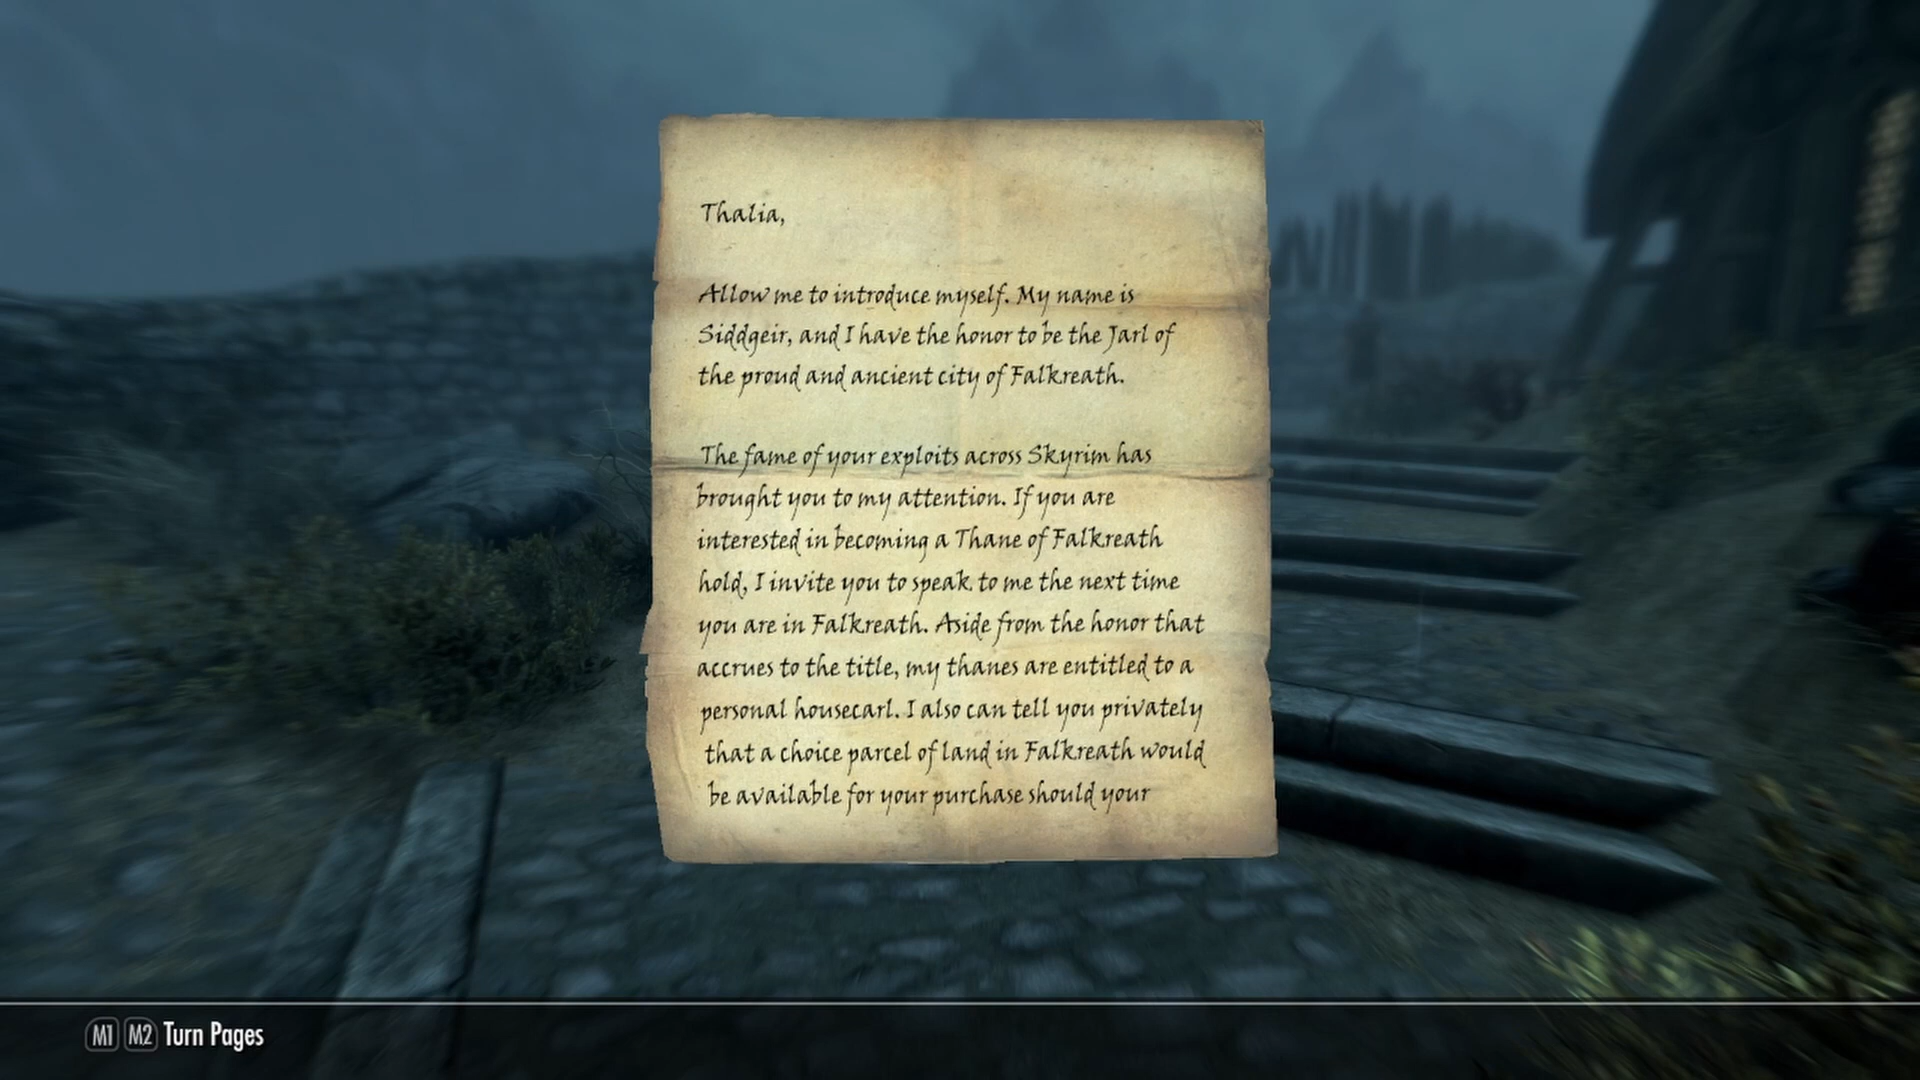 Thalia,
Allow me to introduce myself. My name is
Siddgeir, and I have the honor to be the Jarl of
the proud and ancient city of Falkreath.
The fame of your exploits across Skyrim has
brought you to my attention. If you are
interested in becoming a Thane of Falkreath
hold, I invite you to speak to me the next time
you are in Falkreath. Aside from the honor that
accrues to the title, my thanes are entitled to a
personal housecarl. I also can tell you privately
that a choice parcel of land in Falkreath would
be available for your purchase should your
M1 M2 Turn Pages